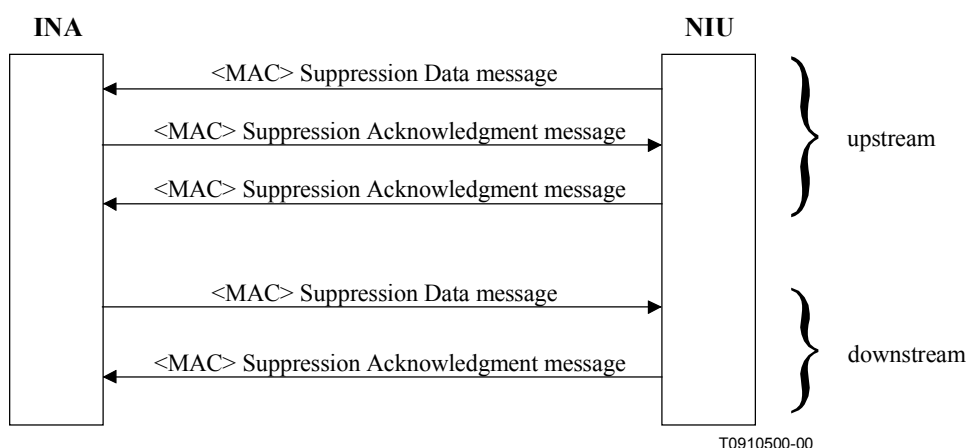 INA NIU
<MAC> Suppression Data message
<MAC> Suppression Acknowledgment message
upstream
<MAC> Suppression Acknowledgment message
<MAC> Suppression Data message
<MAC> Suppression Acknowledgment message
downstream
T0910500-00